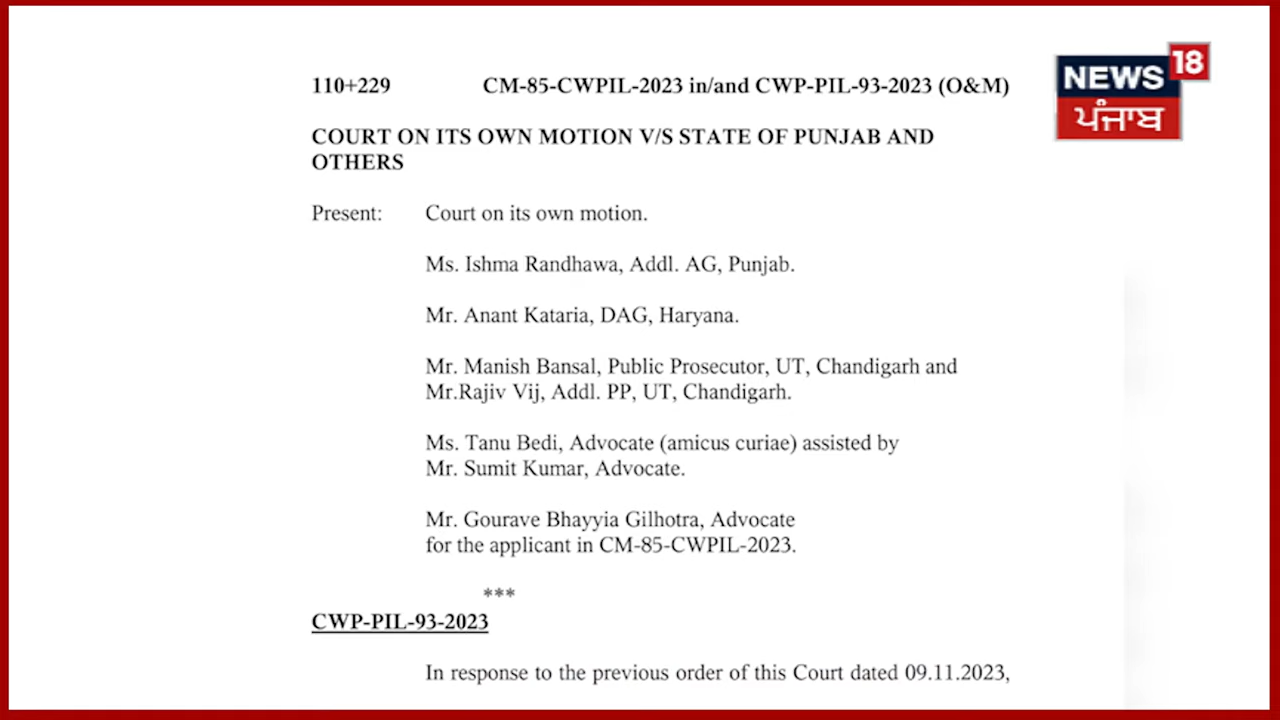 110+229 CM-85-CWPIL-2023 in/and CWP-PIL-93-2023 (O&M)
NEWS 18
ਪੰਜਾਬ
COURT ON ITS OWN MOTION V/S STATE OF PUNJAB AND
OTHERS
Present: Court on its own motion.
Ms. Ishma Randhawa, Addl. AG, Punjab.
Mr. Anant Kataria, DAG, Haryana.
Mr. Manish Bansal, Public Prosecutor, UT, Chandigarh and
Mr.Rajiv Vij, Addl. PP, UT, Chandigarh.
Ms. Tanu Bedi, Advocate (amicus curiae) assisted by
Mr. Sumit Kumar, Advocate.
Mr. Gourave Bhayyia Gilhotra, Advocate
for the applicant in CM-85-CWPIL-2023.
***
CWP-PIL-93-2023
In response to the previous order of this Court dated 09.11.2023,